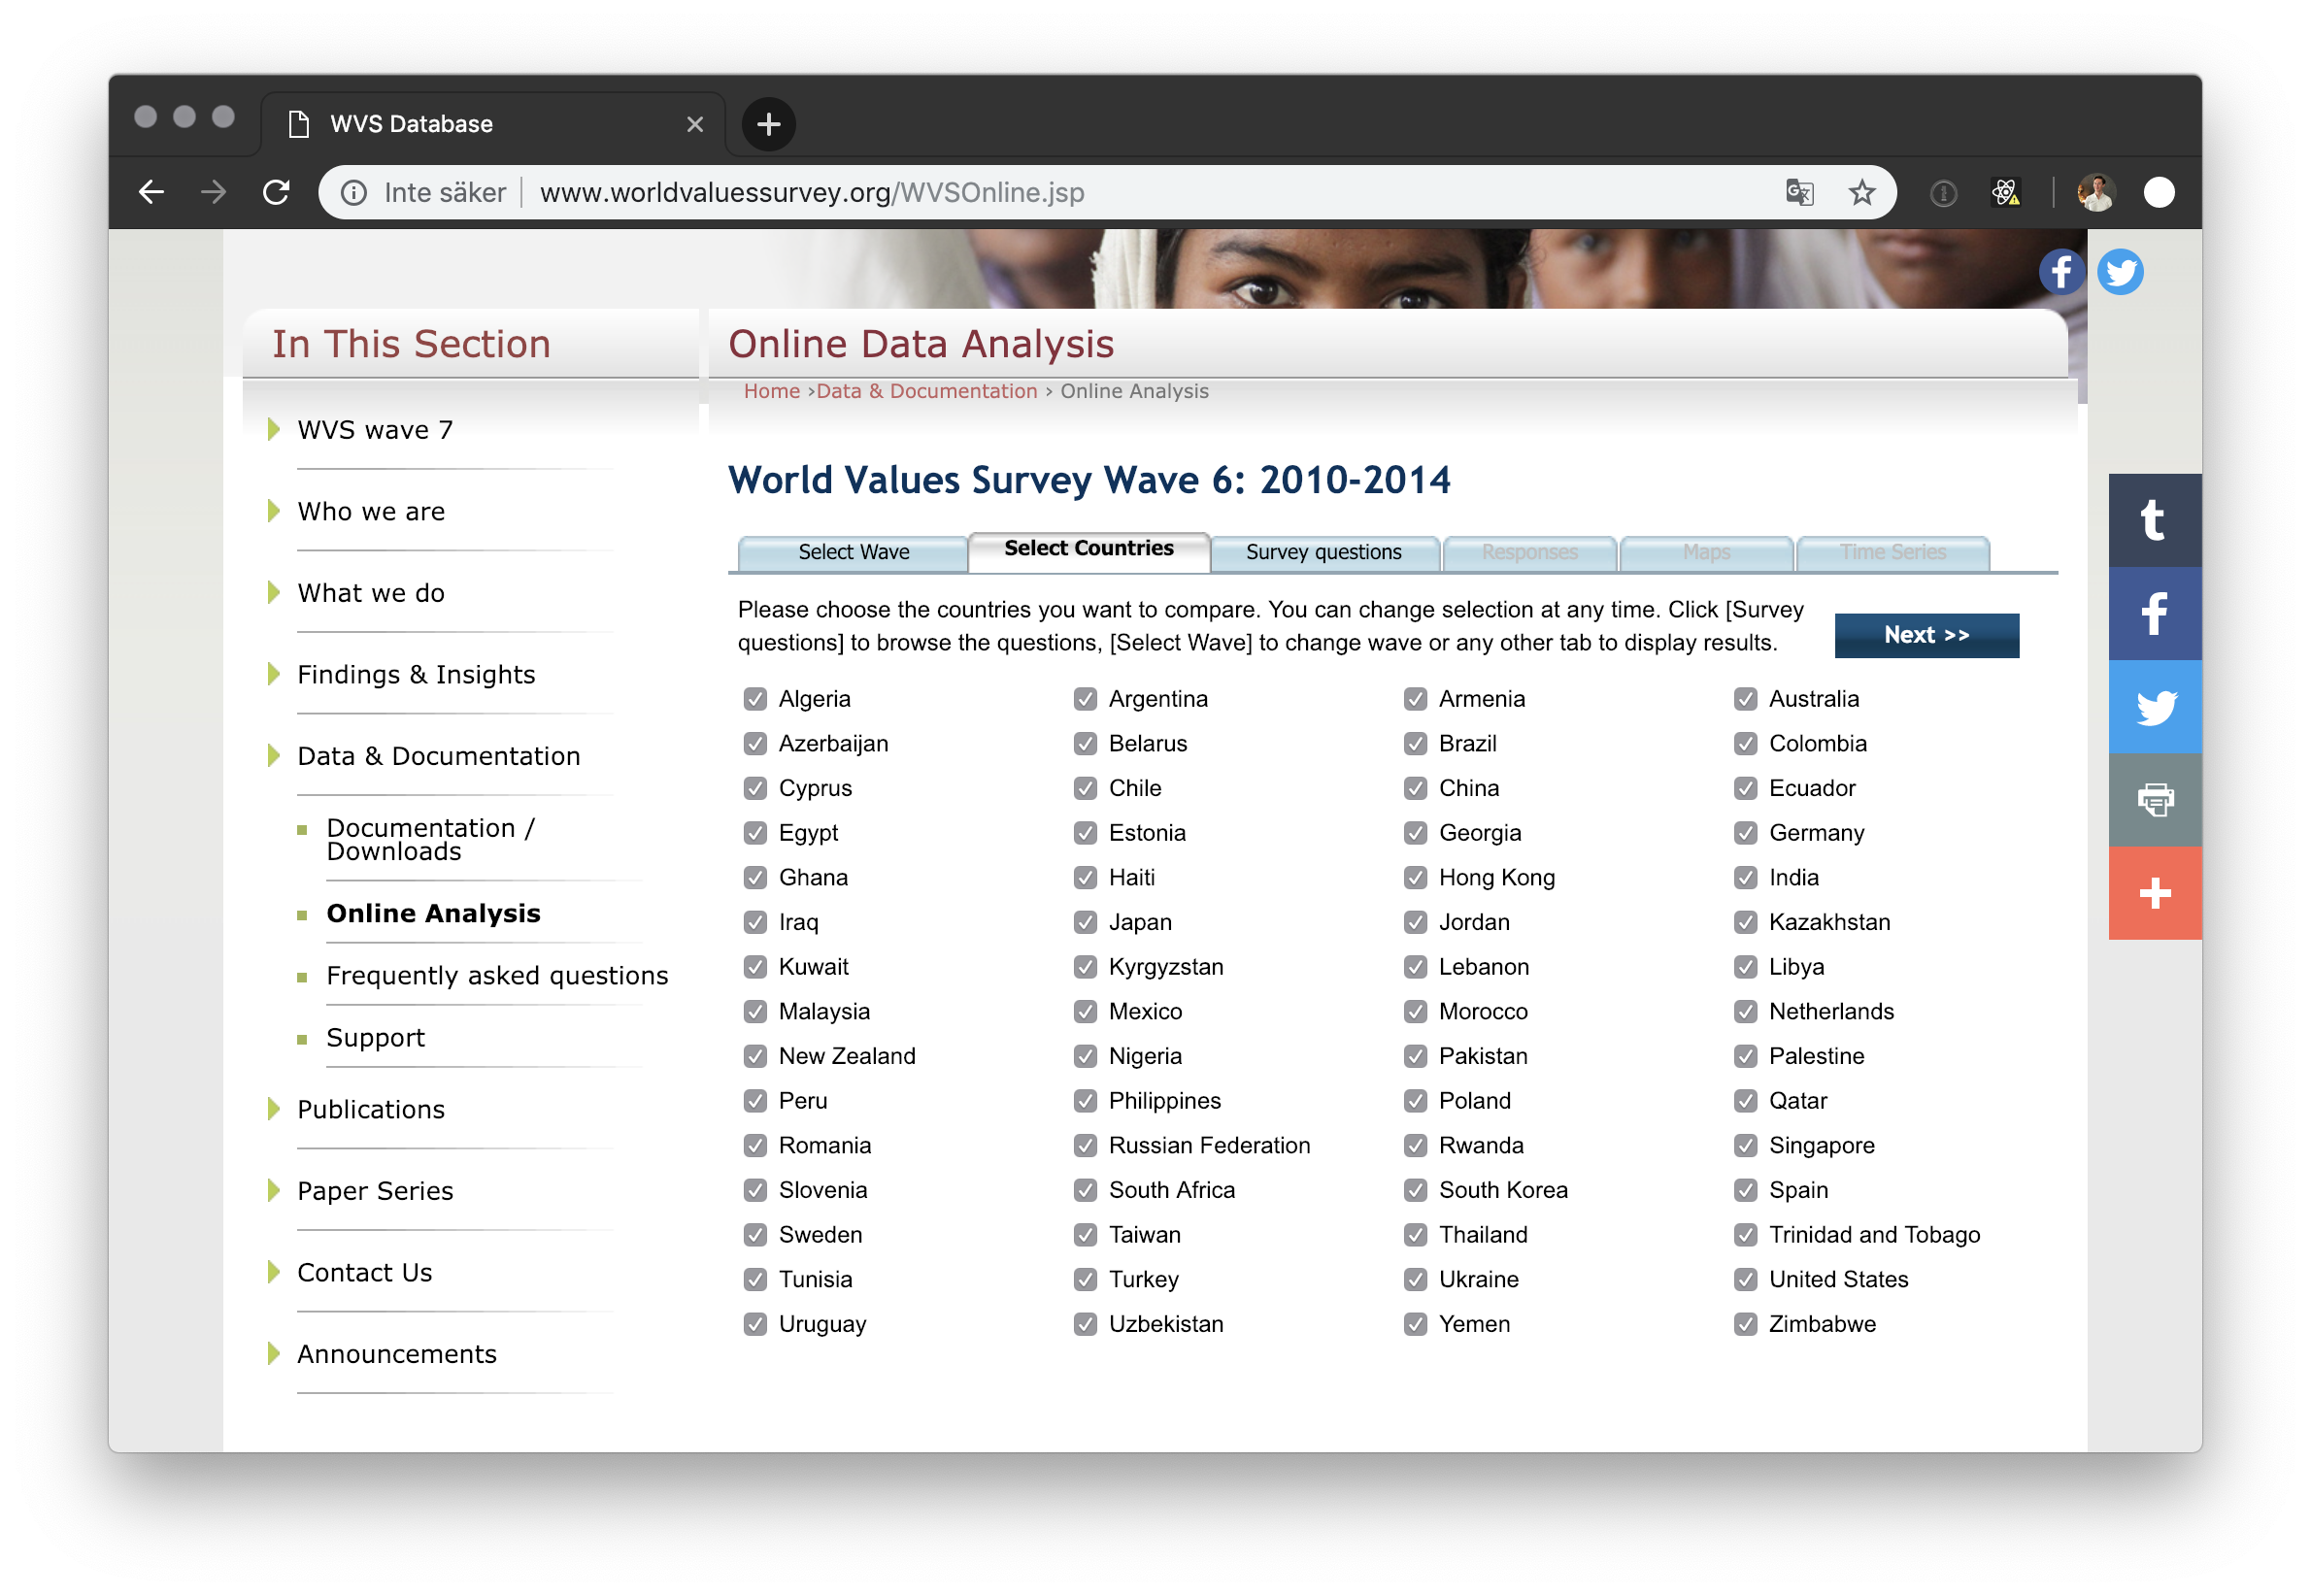 WVS Database
Inte säker www.worldvaluessurvey.org/WVSOnline.jsp
In This Section
Online Data Analysis
Home ›Data & Documentation › Online Analysis
WVS wave 7
Who we are
What we do
Findings & Insights
Data & Documentation
Documentation /
Downloads
Online Analysis
Frequently asked questions
Support
Publications
Paper Series
Contact Us
Announcements
World Values Survey Wave 6: 2010-2014
Select Wave Select Countries Survey questions Responses Maps Time Series
Please choose the countries you want to compare. You can change selection at any time. Click [Survey
questions] to browse the questions, [Select Wave] to change wave or any other tab to display results.
Next >>
Algeria Argentina Armenia Australia
Azerbaijan Belarus Brazil Colombia
Cyprus Chile China Ecuador
Egypt Estonia Georgia Germany
Ghana Haiti Hong Kong India
Iraq Japan Jordan Kazakhstan
Kuwait Kyrgyzstan Lebanon Libya
Malaysia Mexico Morocco Netherlands
New Zealand Nigeria Pakistan Palestine
Peru Philippines Poland Qatar
Romania Russian Federation Rwanda Singapore
Slovenia South Africa South Korea Spain
Sweden Taiwan Thailand Trinidad and Tobago
Tunisia Turkey Ukraine United States
Uruguay Uzbekistan Yemen Zimbabwe